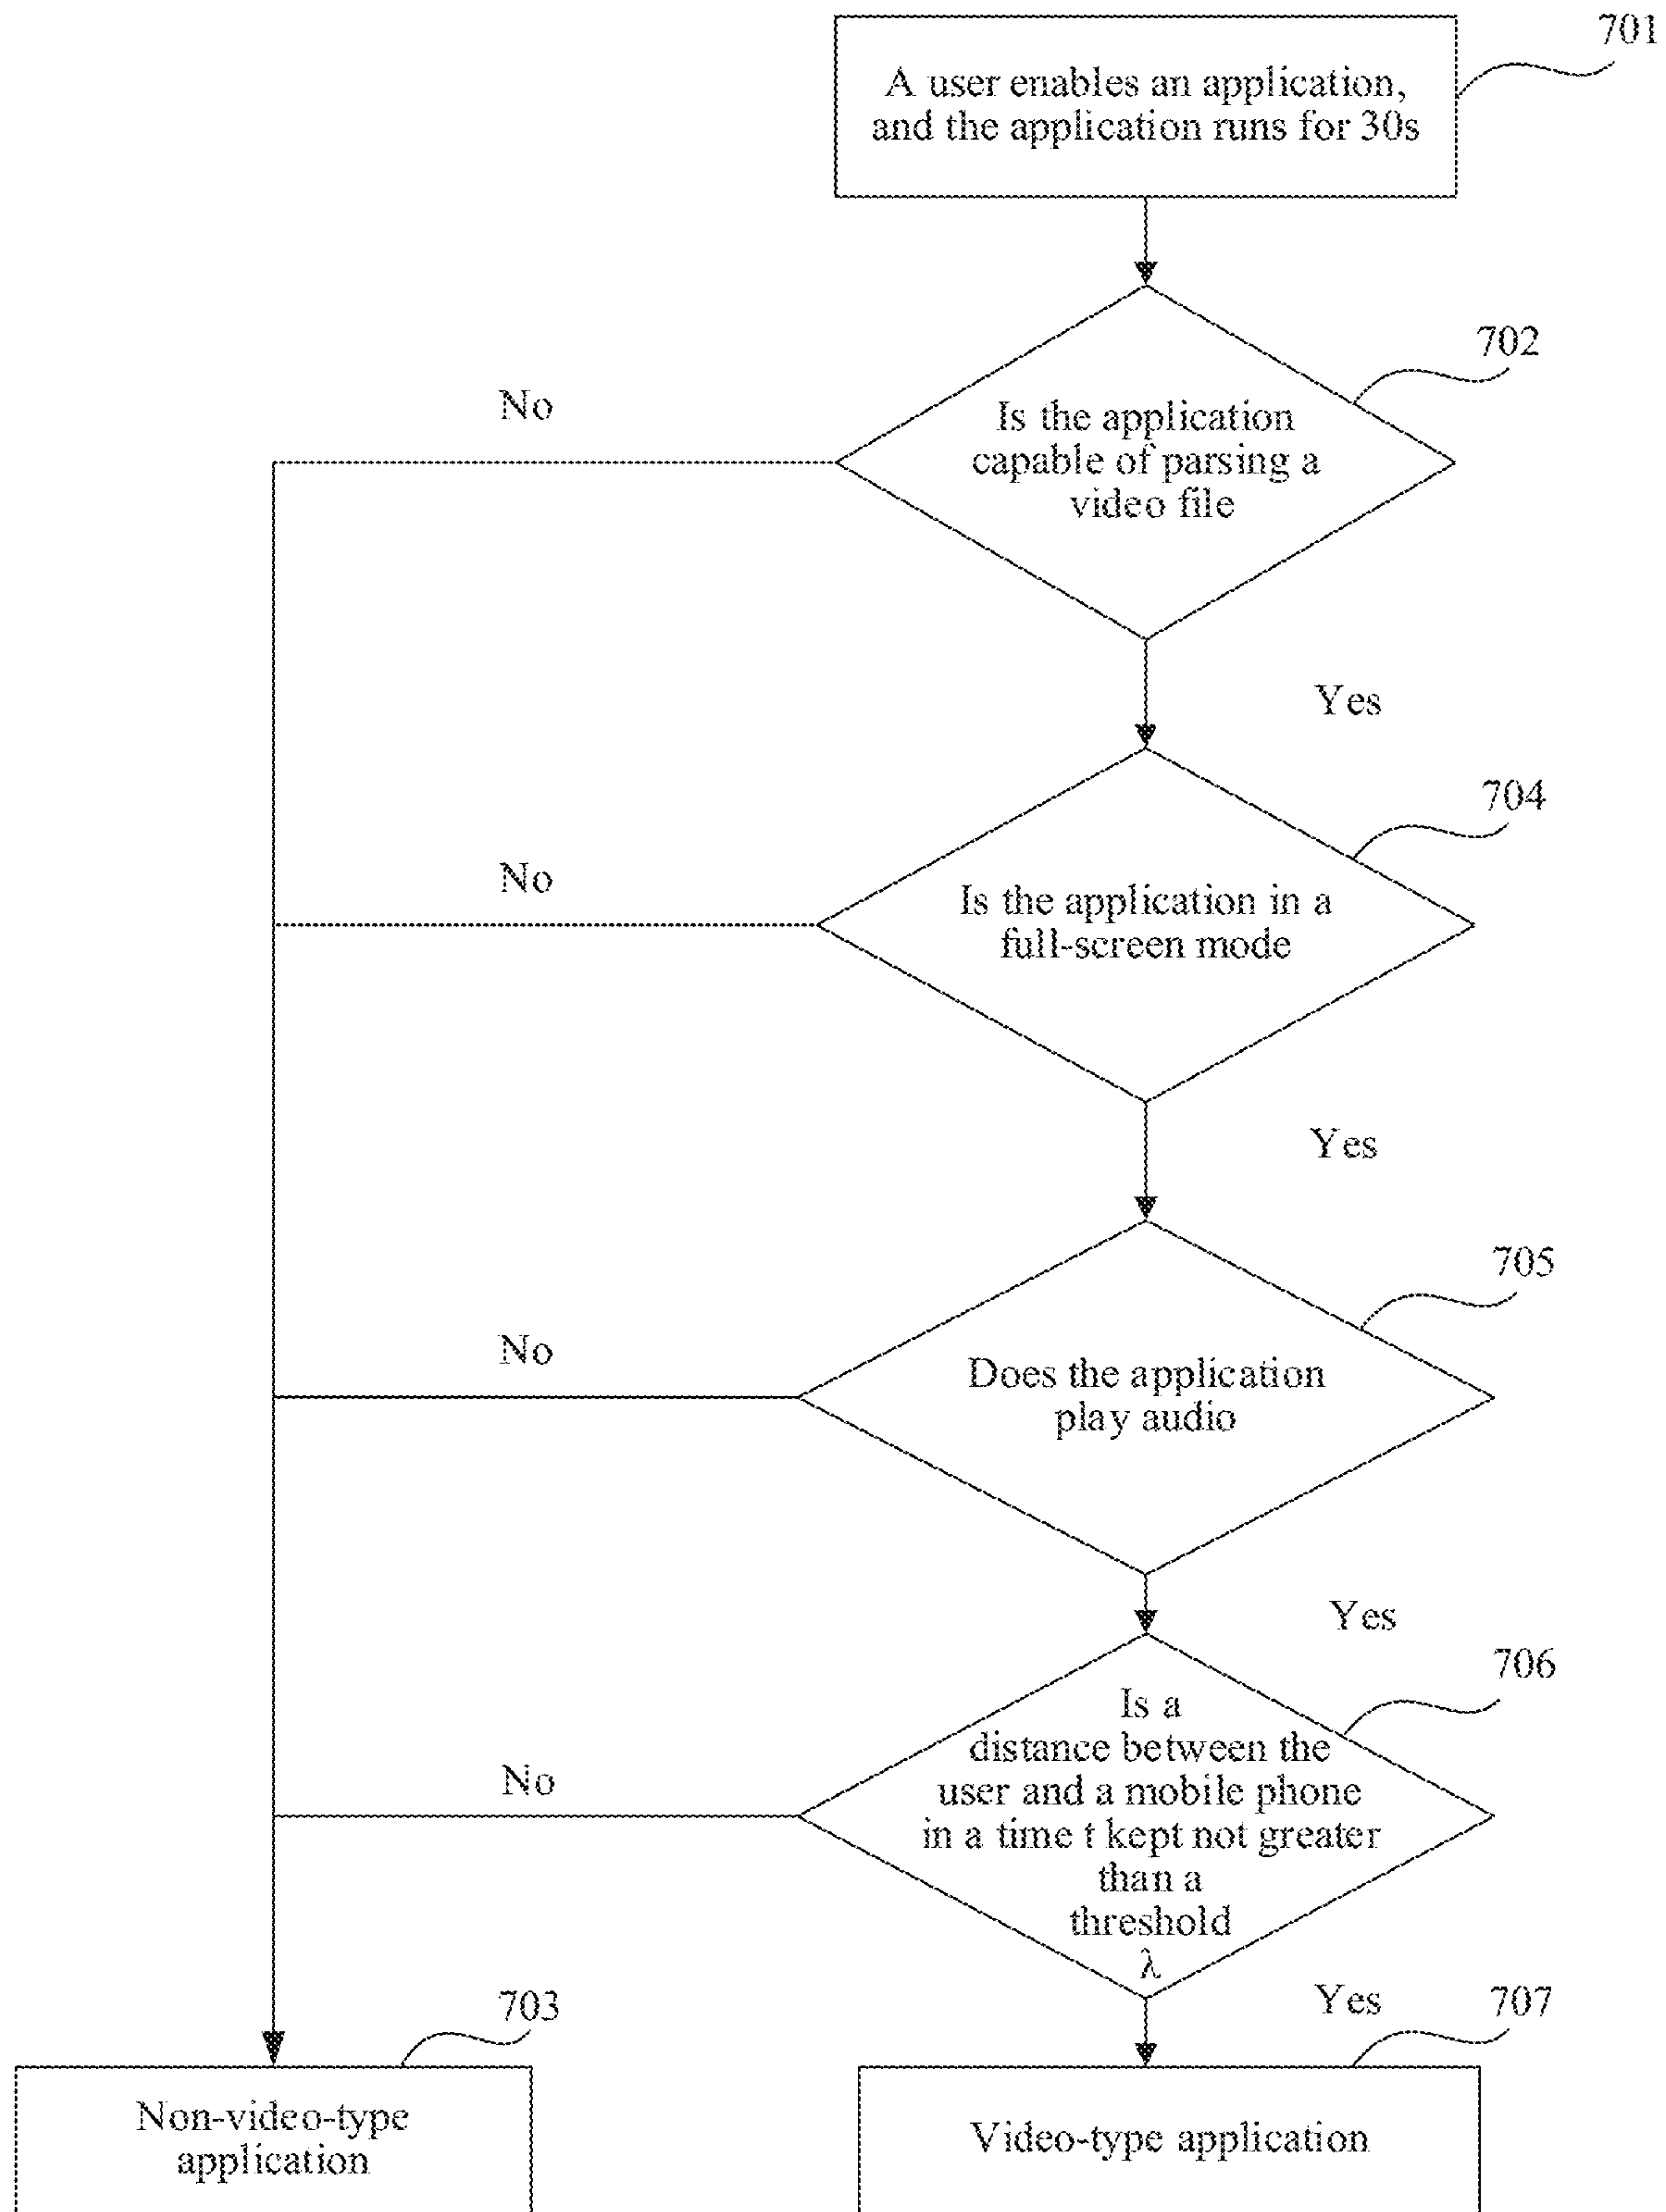 701
A user enables an application,
and the application runs for 30s
702
No
Is the application
capable of parsing a
video file
Yes
704
No
Is the application in a
full-screen mode
Yes
705
No
Does the application
play audio
Yes
706
Is a
distance between the
user and a mobile phone
in a time t kept not greater
than a
threshold
λ
No
Yes
703
707
Non-video-type
application
Video-type application